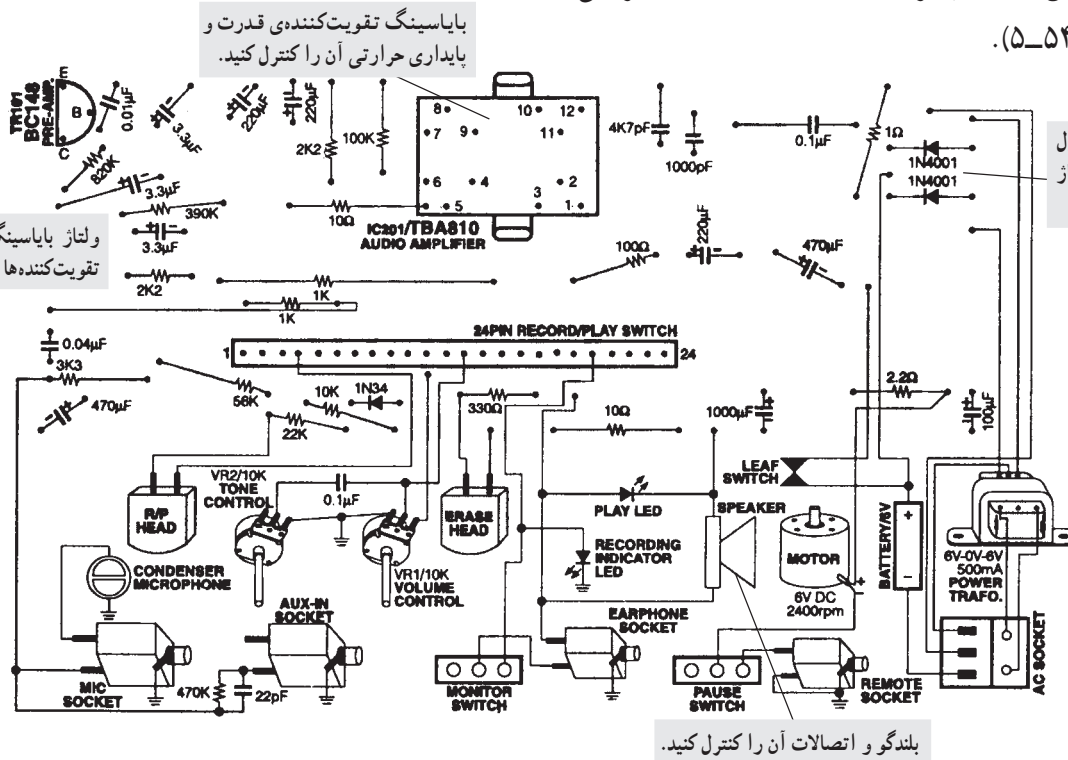 ۵_۵۴).
بایاسینگ تقویت‌کننده‌ی قدرت و
پایداری حرارتی آن را کنترل کنید.
TR101
BC148
PRE-AMP.
E
B
C
0.01µF
3.3µF
220µF
220µF
2K2
100K
8
10
12
7
9
11
6
4
2
5
3
1
IC201/TBA810
AUDIO AMPLIFIER
4K7pF
1000pF
0.1µF
1Ω
1N4001
1N4001
820K
3.3µF
390K
3.3µF
2K2
10Ω
ولتاژ بایاسینگ
تقویت‌کننده‌ها
1K
1K
100Ω
220µF
470µF
24PIN RECORD/PLAY SWITCH
1
24
0.04µF
3K3
470µF
56K
10K
1N34
22K
330Ω
10Ω
1000µF
2.2Ω
100µF
R/P
HEAD
VR2/10K
TONE
CONTROL
0.1µF
VR1/10K
VOLUME
CONTROL
ERASE
HEAD
PLAY LED
RECORDING
INDICATOR
LED
SPEAKER
LEAF
SWITCH
MOTOR
6V DC
2400rpm
+
BATTERY/6V
+
−
6V-0V-6V
500mA
POWER
TRAFO.
CONDENSER
MICROPHONE
MIC
SOCKET
470K
22pF
AUX-IN
SOCKET
MONITOR
SWITCH
EARPHONE
SOCKET
PAUSE
SWITCH
REMOTE
SOCKET
AC SOCKET
بلندگو و اتصالات آن را کنترل کنید.